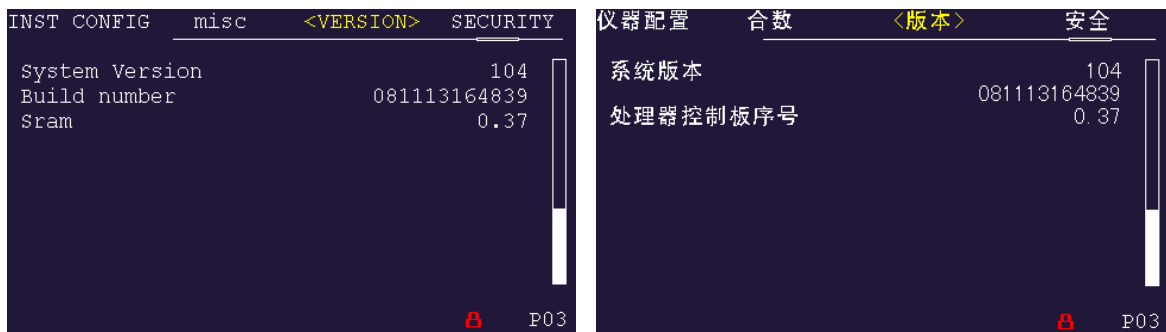 INST CONFIG misc <VERSION> SECURITY
System Version 104
Build number 081113164839
Sram 0.37
P03
仪器配置 合数 <版本> 安全
系统版本 104
081113164839
处理器控制板序号 0.37
P03